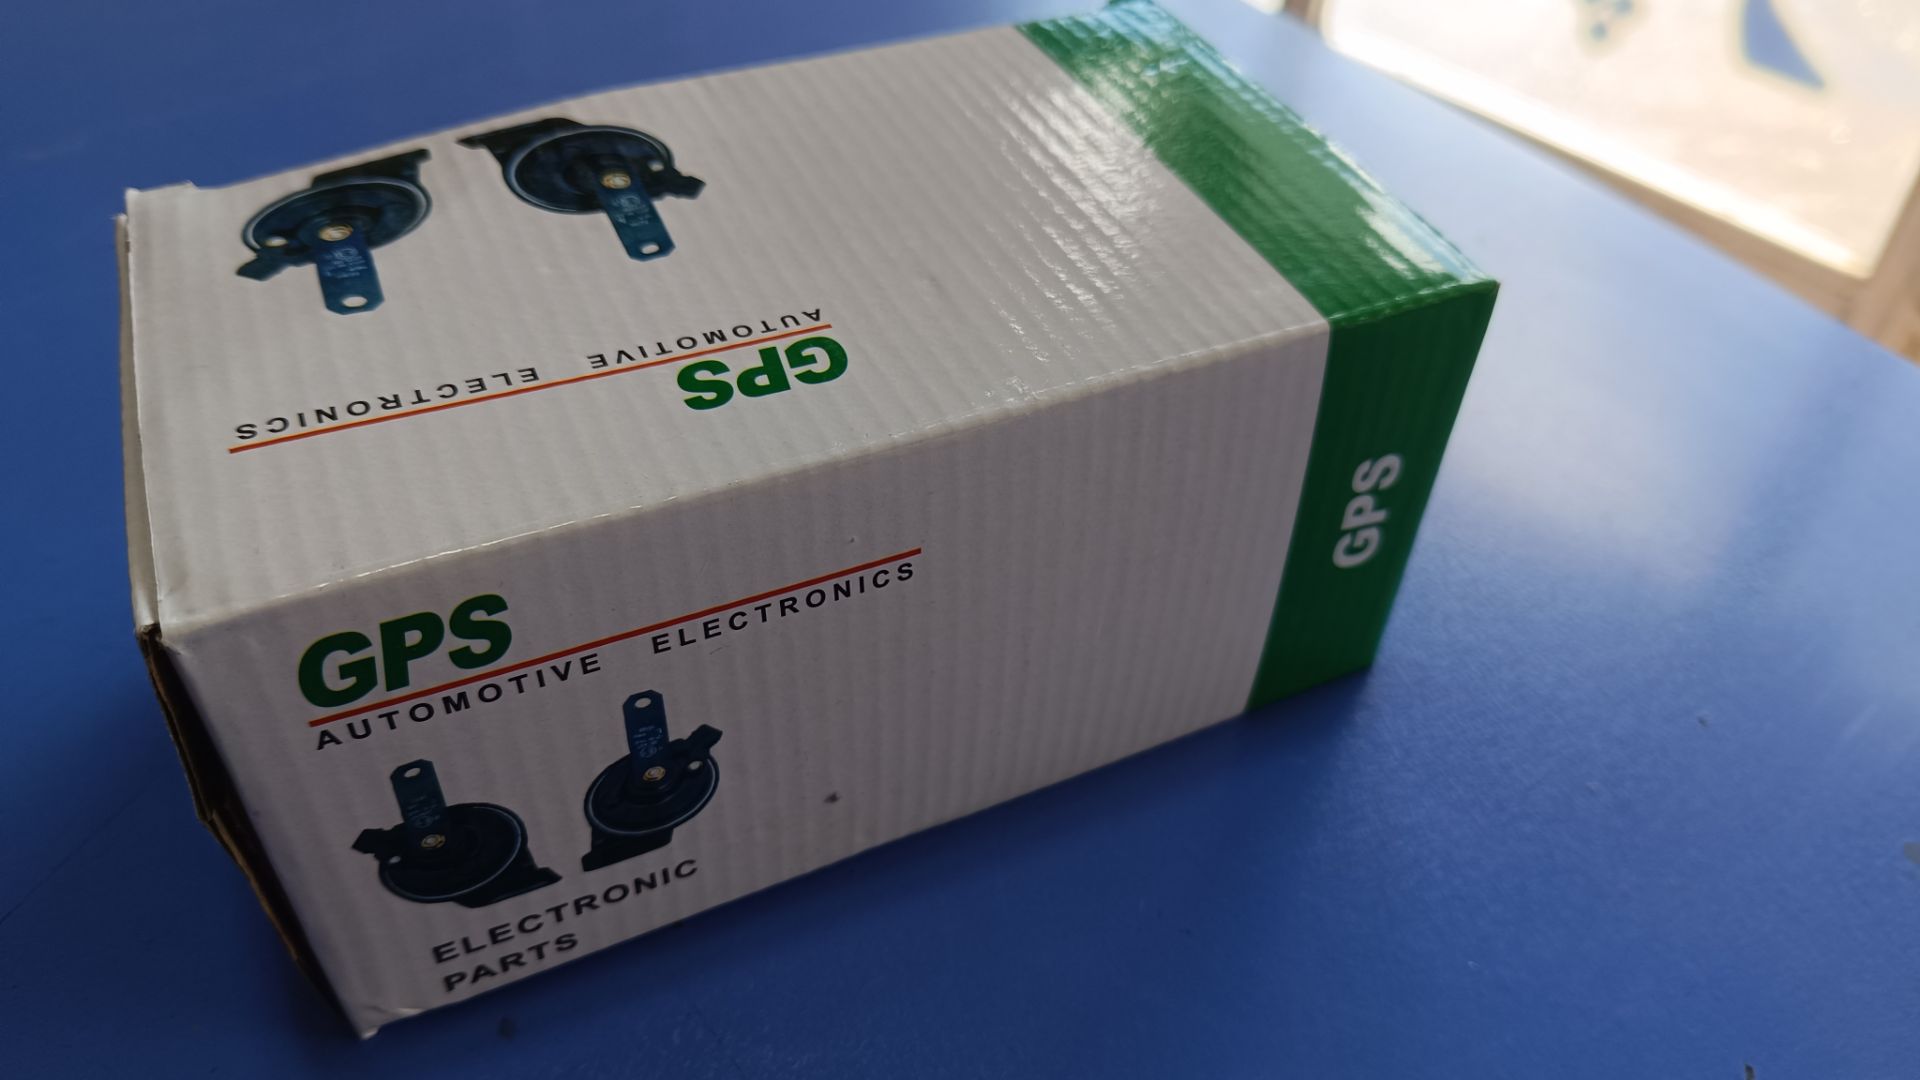 GPS
AUTOMOTIVE ELECTRONICS
GPS
AUTOMOTIVE ELECTRONICS
ELECTRONIC
PARTS
GPS